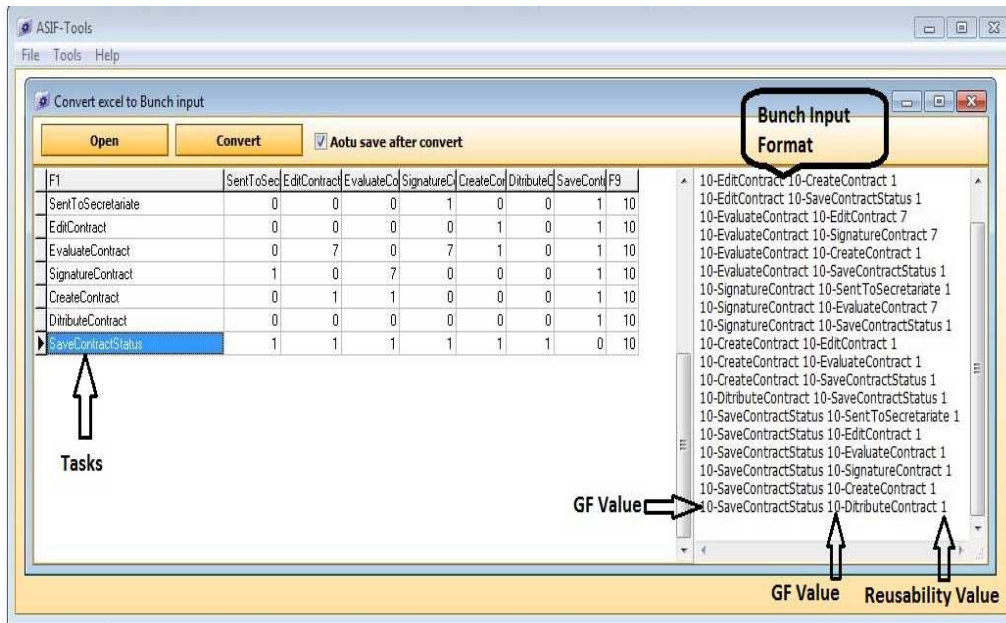 ASIF-Tools
File Tools Help
Convert excel to Bunch input
Open Convert Aotu save after convert
Bunch Input
Format
F1 SentToSec EditContract EvaluateCo SignatureC CreateCor DitributeC SaveContr F9
SentToSecretariate 0 0 0 1 0 0 1 10
EditContract 0 0 0 0 1 0 1 10
EvaluateContract 0 7 0 7 1 0 1 10
SignatureContract 1 0 7 0 0 0 1 10
CreateContract 0 1 1 0 0 0 1 10
DitributeContract 0 0 0 0 0 0 1 10
SaveContractStatus 1 1 1 1 1 1 0 10
Tasks
10-EditContract 10-CreateContract 1
10-EditContract 10-SaveContractStatus 1
10-EvaluateContract 10-EditContract 7
10-EvaluateContract 10-SignatureContract 7
10-EvaluateContract 10-CreateContract 1
10-EvaluateContract 10-SaveContractStatus 1
10-SignatureContract 10-SentToSecretariate 1
10-SignatureContract 10-EvaluateContract 7
10-SignatureContract 10-SaveContractStatus 1
10-CreateContract 10-EditContract 1
10-CreateContract 10-EvaluateContract 1
10-CreateContract 10-SaveContractStatus 1
10-DitributeContract 10-SaveContractStatus 1
10-SaveContractStatus 10-SentToSecretariate 1
10-SaveContractStatus 10-EditContract 1
10-SaveContractStatus 10-EvaluateContract 1
10-SaveContractStatus 10-SignatureContract 1
10-SaveContractStatus 10-CreateContract 1
10-SaveContractStatus 10-DitributeContract 1
GF Value
GF Value Reusability Value